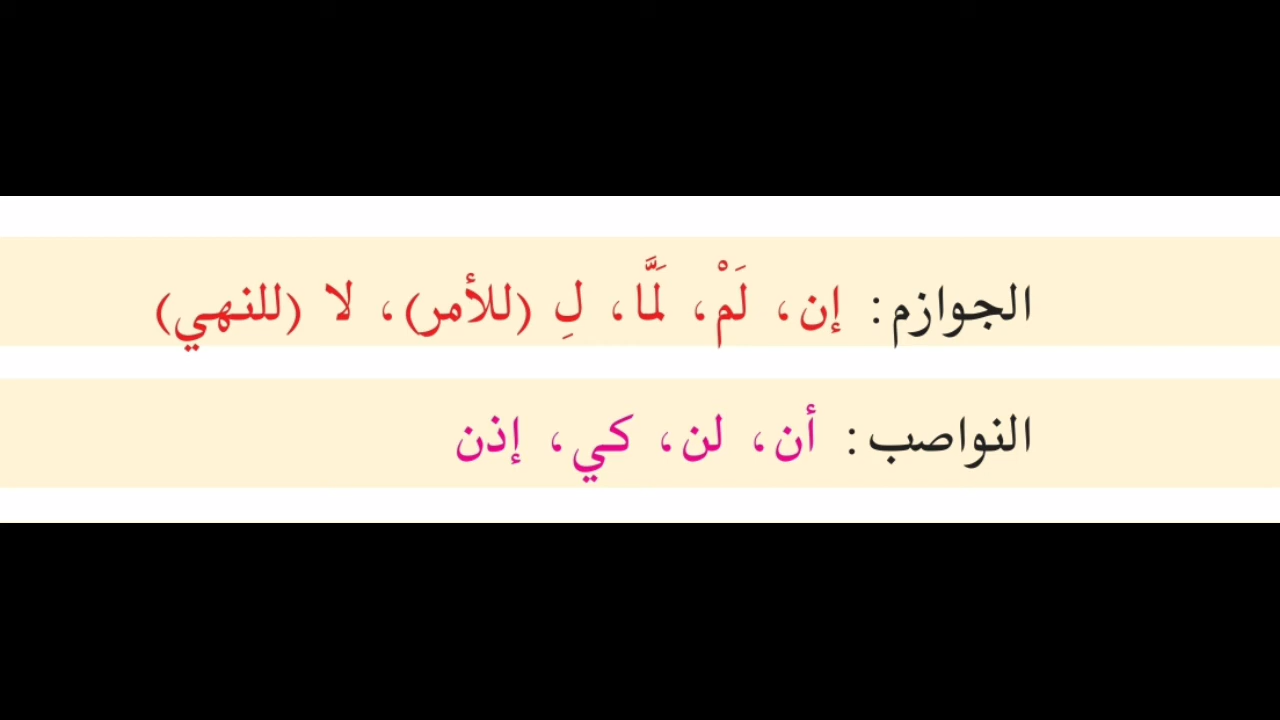 الجوازم: إن، لَمْ، لَمَّا، لِ (للأمر)، لا (للنهي)
النواصب: أن، لن، كي، إذن